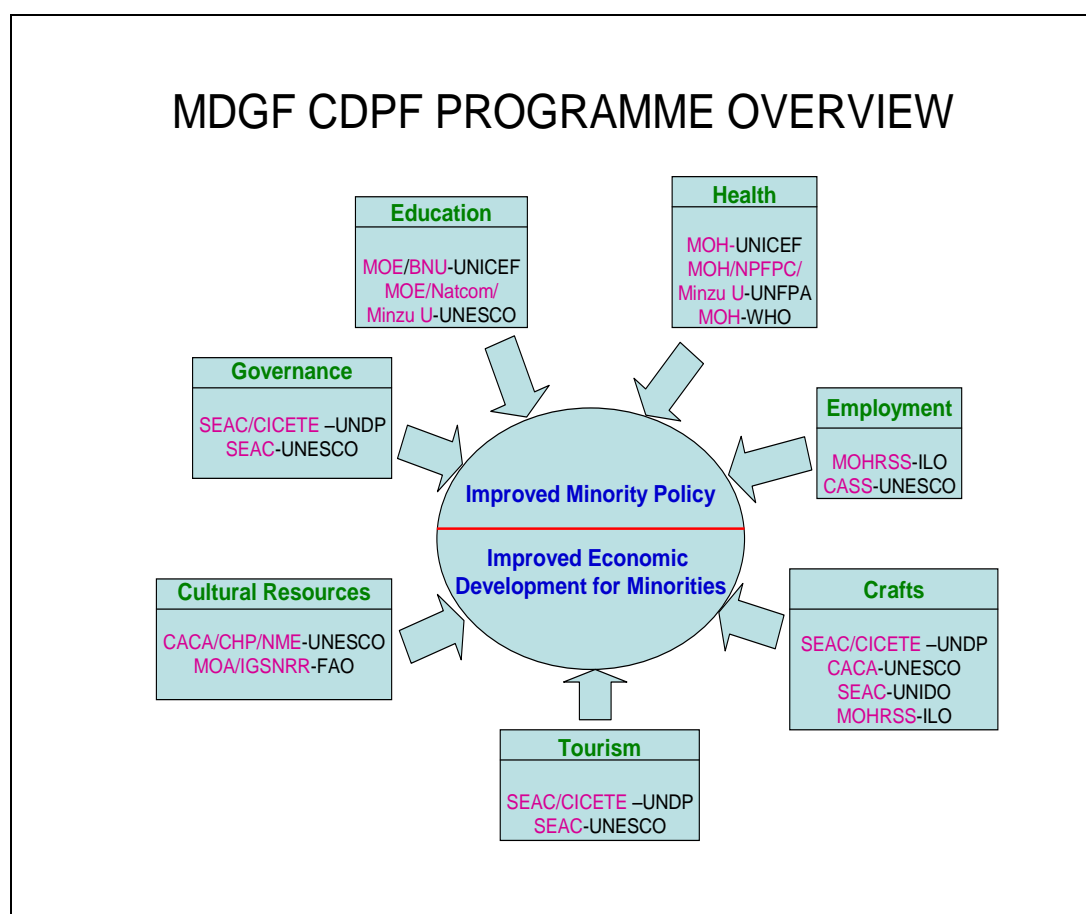 MDGF CDPF PROGRAMME OVERVIEW
Education
MOE/BNU-UNICEF
MOE/Natcom/
Minzu U-UNESCO
Health
MOH-UNICEF
MOH/NPFPC/
Minzu U-UNFPA
MOH-WHO
Governance
SEAC/CICETE –UNDP
SEAC-UNESCO
Employment
MOHRSS-ILO
CASS-UNESCO
Improved Minority Policy
Improved Economic
Development for Minorities
Cultural Resources
CACA/CHP/NME-UNESCO
MOA/IGSNRR-FAO
Crafts
SEAC/CICETE –UNDP
CACA-UNESCO
SEAC-UNIDO
MOHRSS-ILO
Tourism
SEAC/CICETE –UNDP
SEAC-UNESCO